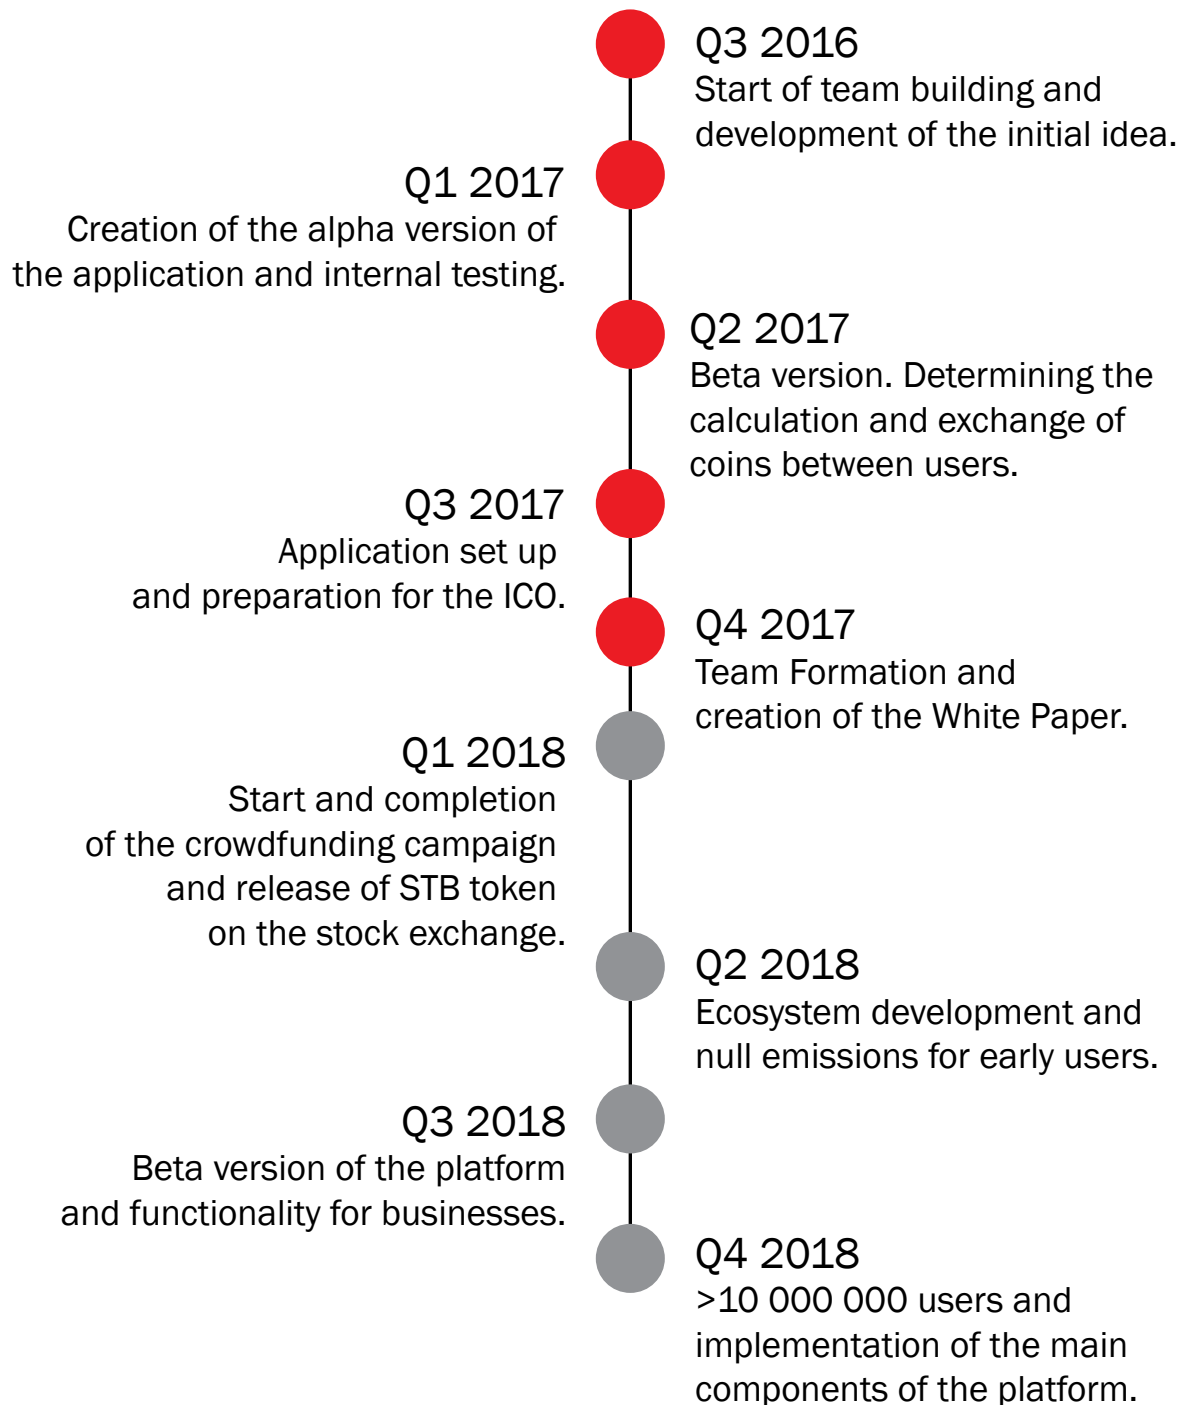 Q3 2016
Start of team building and
development of the initial idea.
Q1 2017
Creation of the alpha version of
the application and internal testing.
Q2 2017
Beta version. Determining the
calculation and exchange of
coins between users.
Q3 2017
Application set up
and preparation for the ICO.
Q4 2017
Team Formation and
creation of the White Paper.
Q1 2018
Start and completion
of the crowdfunding campaign
and release of STB token
on the stock exchange.
Q2 2018
Ecosystem development and
null emissions for early users.
Q3 2018
Beta version of the platform
and functionality for businesses.
Q4 2018
>10 000 000 users and
implementation of the main
components of the platform.